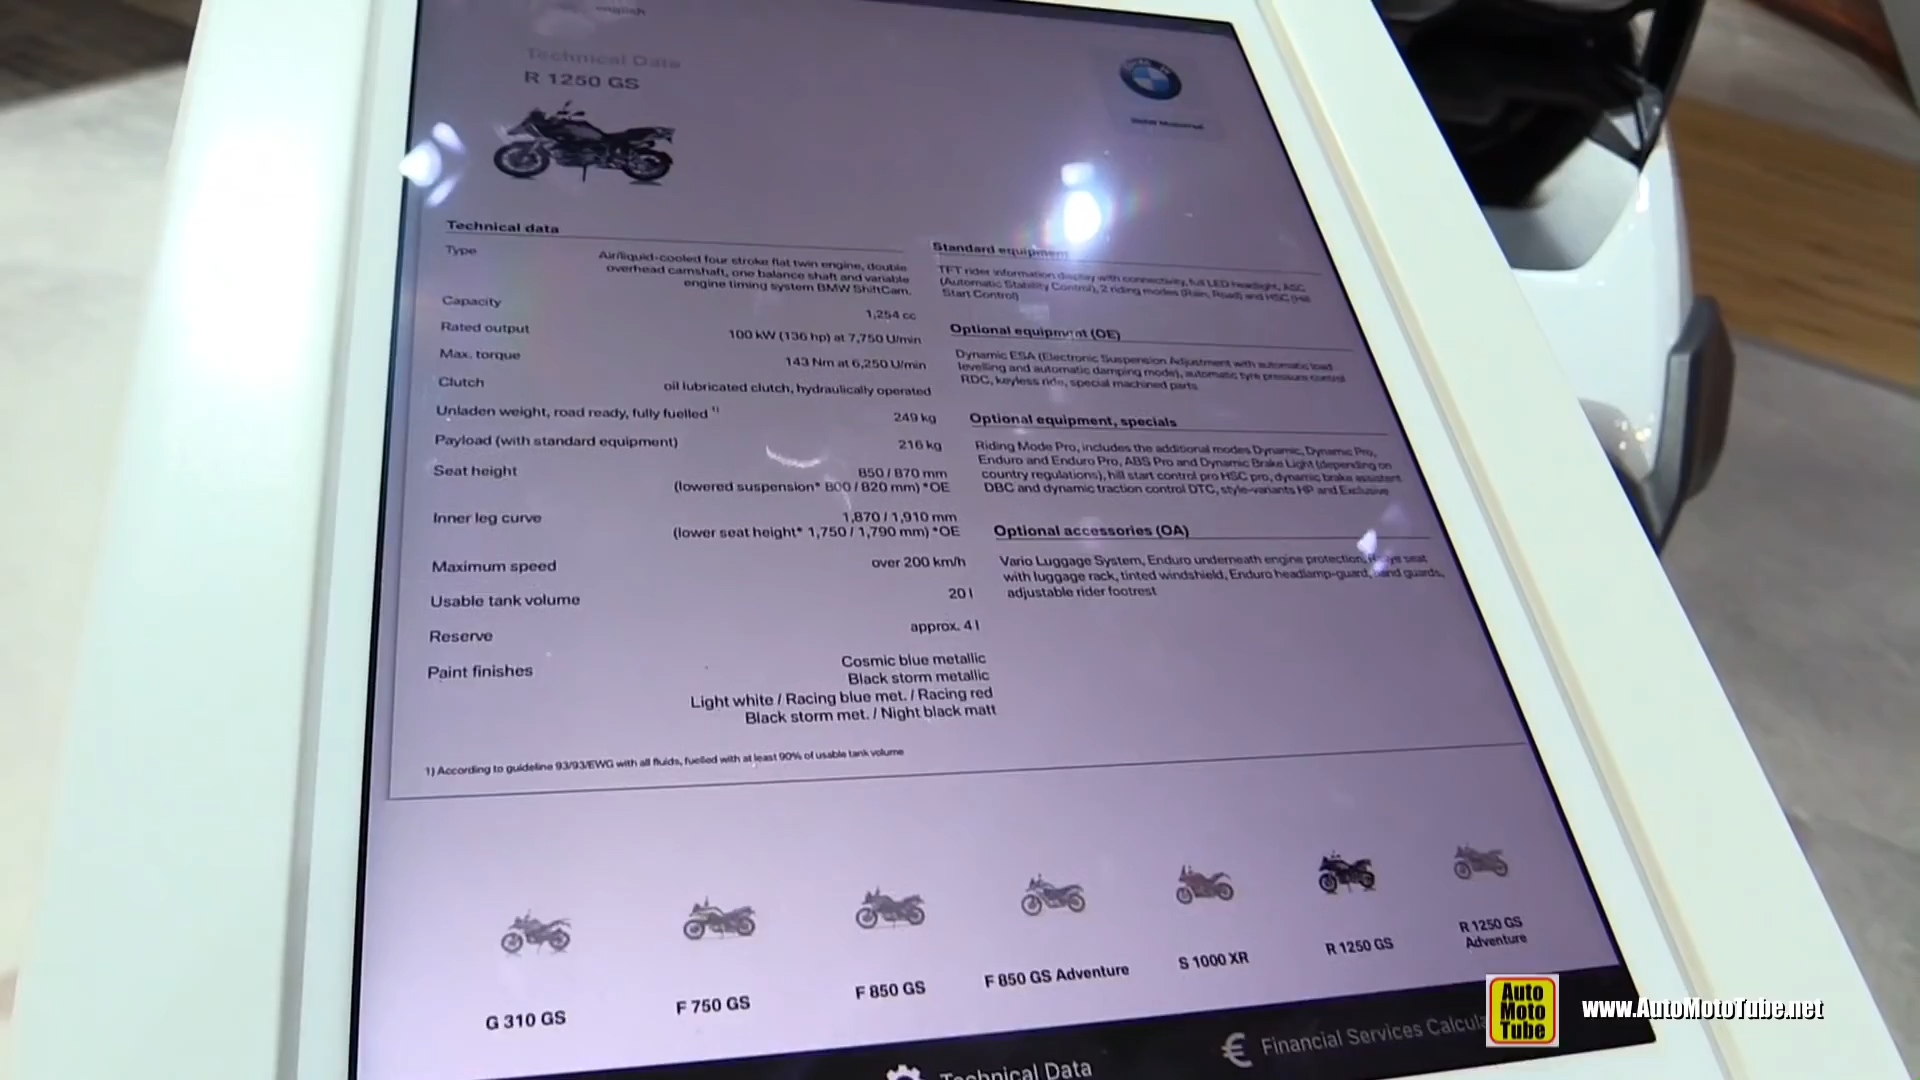 english
Technical Data
R 1250 GS
BMW Motorrad
Technical data
Type
Air/liquid-cooled four stroke flat twin engine, double
overhead camshaft, one balance shaft and variable
engine timing system BMW ShiftCam.
Capacity
1,254 cc
Rated output
100 kW (136 hp) at 7,750 U/min
Max. torque
143 Nm at 6,250 U/min
Clutch
oil lubricated clutch, hydraulically operated
Unladen weight, road ready, fully fuelled 1)
249 kg
Payload (with standard equipment)
216 kg
Seat height
850 / 870 mm
(lowered suspension* 800 / 820 mm) *OE
Inner leg curve
1,870 / 1,910 mm
(lower seat height* 1,750 / 1,790 mm) *OE
Maximum speed
over 200 km/h
Usable tank volume
20 l
Reserve
approx. 4 l
Paint finishes
Cosmic blue metallic
Black storm metallic
Light white / Racing blue met. / Racing red
Black storm met. / Night black matt
1) According to guideline 93/93/EWG with all fluids, fuelled with at least 90% of usable tank volume
Standard equipment
TFT rider information display with connectivity, full LED headlight, ASC
(Automatic Stability Control), 2 riding modes (Rain, Road) and HSC (Hill
Start Control)
Optional equipment (OE)
Dynamic ESA (Electronic Suspension Adjustment with automatic load
levelling and automatic damping mode), automatic tyre pressure control
RDC, keyless ride, special machined parts
Optional equipment, specials
Riding Mode Pro, includes the additional modes Dynamic, Dynamic Pro,
Enduro and Enduro Pro, ABS Pro and Dynamic Brake Light (depending on
country regulations), hill start control pro HSC pro, dynamic brake assistent
DBC and dynamic traction control DTC, style-variants HP and Exclusive
Optional accessories (OA)
Vario Luggage System, Enduro underneath engine protection, seat
with luggage rack, tinted windshield, Enduro headlamp-guard, hand guards,
adjustable rider footrest
G 310 GS
F 750 GS
F 850 GS
F 850 GS Adventure
S 1000 XR
R 1250 GS
R 1250 GS
Adventure
Technical Data
€ Financial Services Calcula
Auto
Moto
Tube
www.AutoMotoTube.net